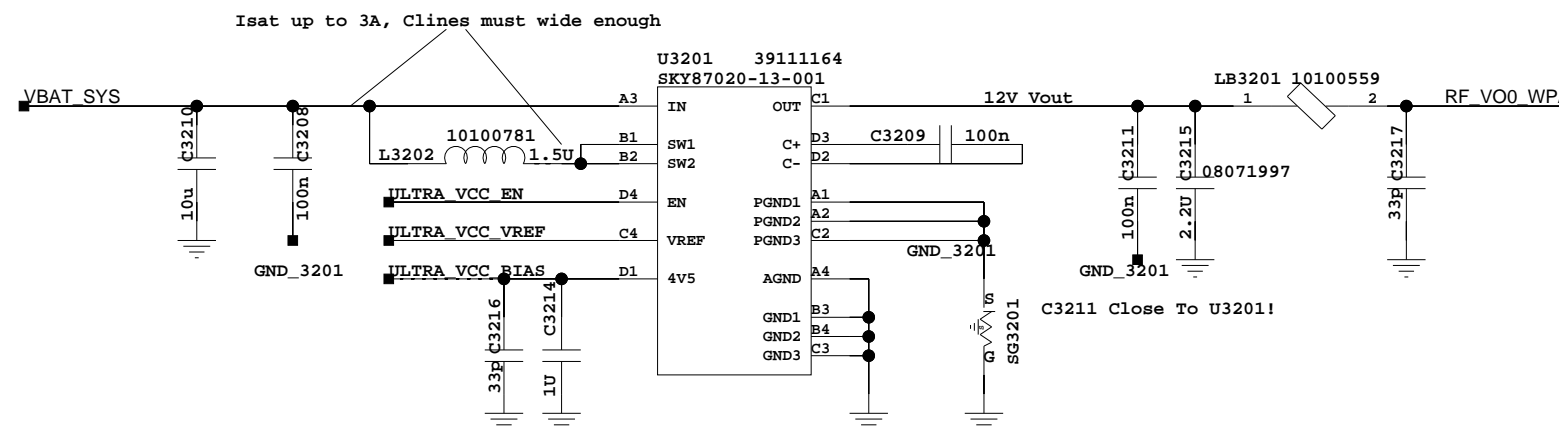 Isat up to 3A, Clines must wide enough
U3201 39111164
SKY87020-13-001
VBAT_SYS
A3 IN
OUT C1
12V Vout
LB3201 10100559
1 2
RF_VO0_WP
C3210
10u
C3208
100n
GND_3201
10100781
L3202 1.5U
B1 SW1
B2 SW2
D3 C+
D2 C-
C3209 100n
ULTRA_VCC_EN
D4 EN
ULTRA_VCC_VREF
C4 VREF
ULTRA_VCC_BIAS
D1 4V5
PGND1 A1
PGND2 A2
PGND3 C2
GND_3201
AGND A4
GND1 B3
GND2 B4
GND3 C3
C3216
33p
C3214
1U
S
G
SG3201
C3211
100n
GND_3201
C3215
2.2U
08071997
C3217
33p
C3211 Close To U3201!